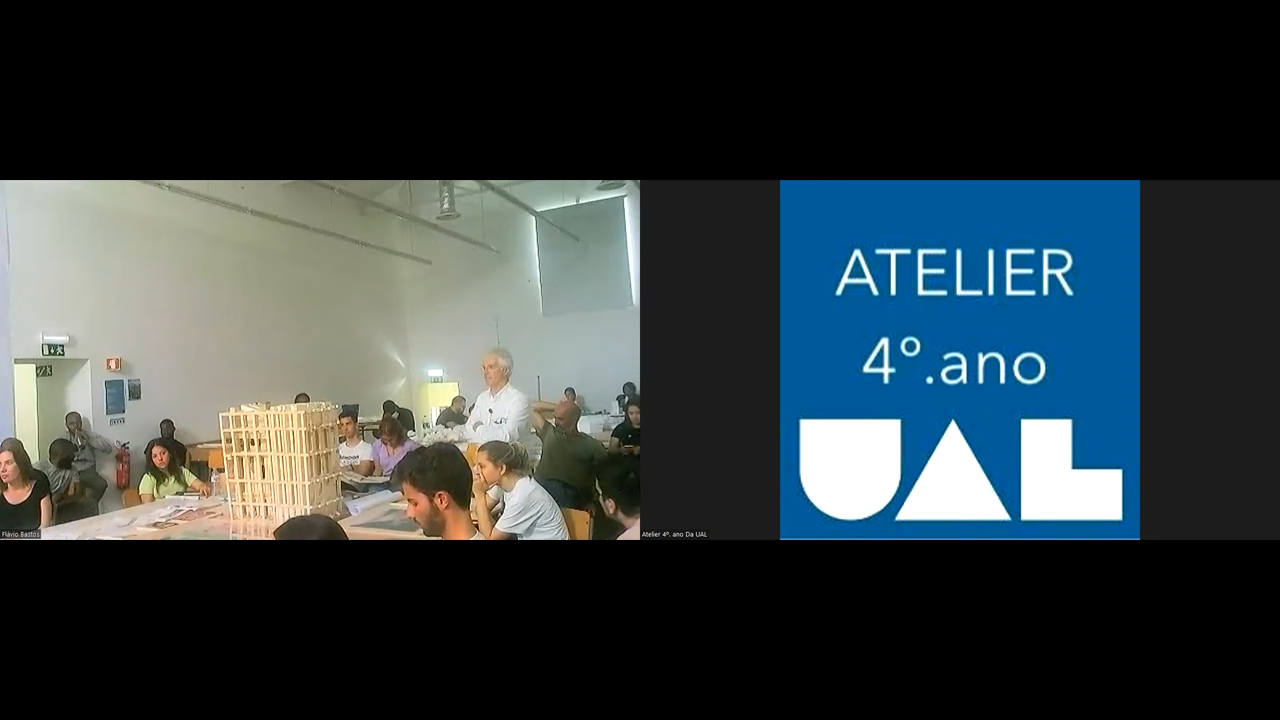 ATELIER
4º.ano
UAL
Flávio Bastos
Atelier 4º. ano Da UAL